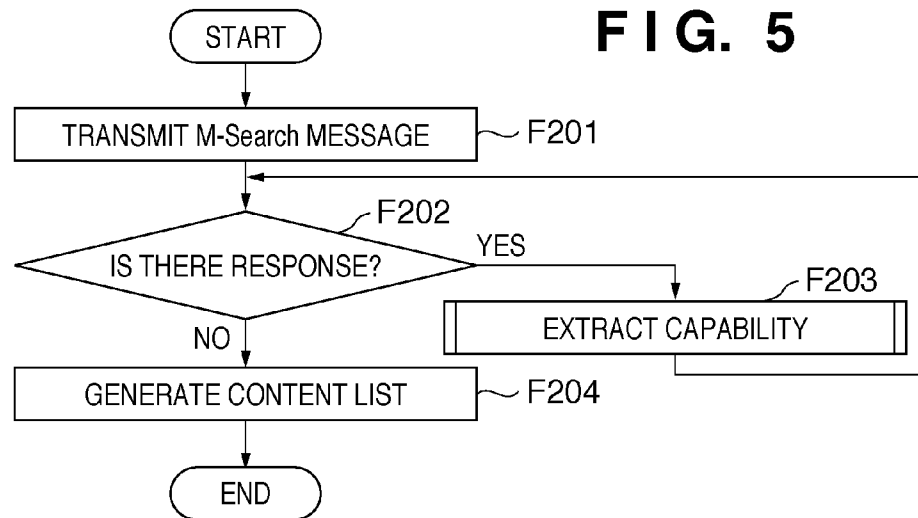 FIG. 5
START
TRANSMIT M-Search MESSAGE
F201
F202
IS THERE RESPONSE?
YES
F203
EXTRACT CAPABILITY
NO
GENERATE CONTENT LIST
F204
END